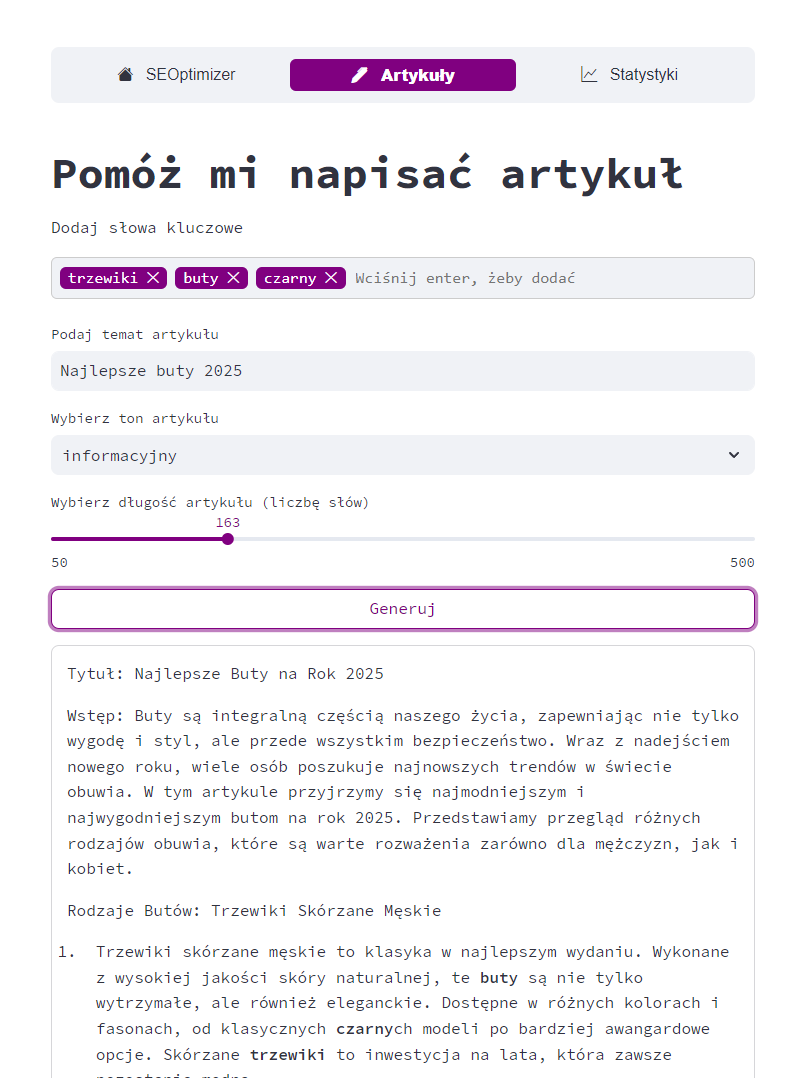 SEOptimizer Artykuły Statystyki
Pomóż mi napisać artykuł
Dodaj słowa kluczowe
trzewiki buty czarny Wciśnij enter, żeby dodać
Podaj temat artykułu
Najlepsze buty 2025
Wybierz ton artykułu
informacyjny
Wybierz długość artykułu (liczbę słów)
163
50 500
Generuj
Tytuł: Najlepsze Buty na Rok 2025
Wstęp: Buty są integralną częścią naszego życia, zapewniając nie tylko
wygodę i styl, ale przede wszystkim bezpieczeństwo. Wraz z nadejściem
nowego roku, wiele osób poszukuje najnowszych trendów w świecie
obuwia. W tym artykule przyjrzymy się najmodniejszym i
najwygodniejszym butom na rok 2025. Przedstawiamy przegląd różnych
rodzajów obuwia, które są warte rozważenia zarówno dla mężczyzn, jak i
kobiet.
Rodzaje Butów: Trzewiki Skórzane Męskie
1. Trzewiki skórzane męskie to klasyka w najlepszym wydaniu. Wykonane
z wysokiej jakości skóry naturalnej, te buty są nie tylko
wytrzymałe, ale również eleganckie. Dostępne w różnych kolorach i
fasonach, od klasycznych czarnych modeli po bardziej awangardowe
opcje. Skórzane trzewiki to inwestycja na lata, która zawsze